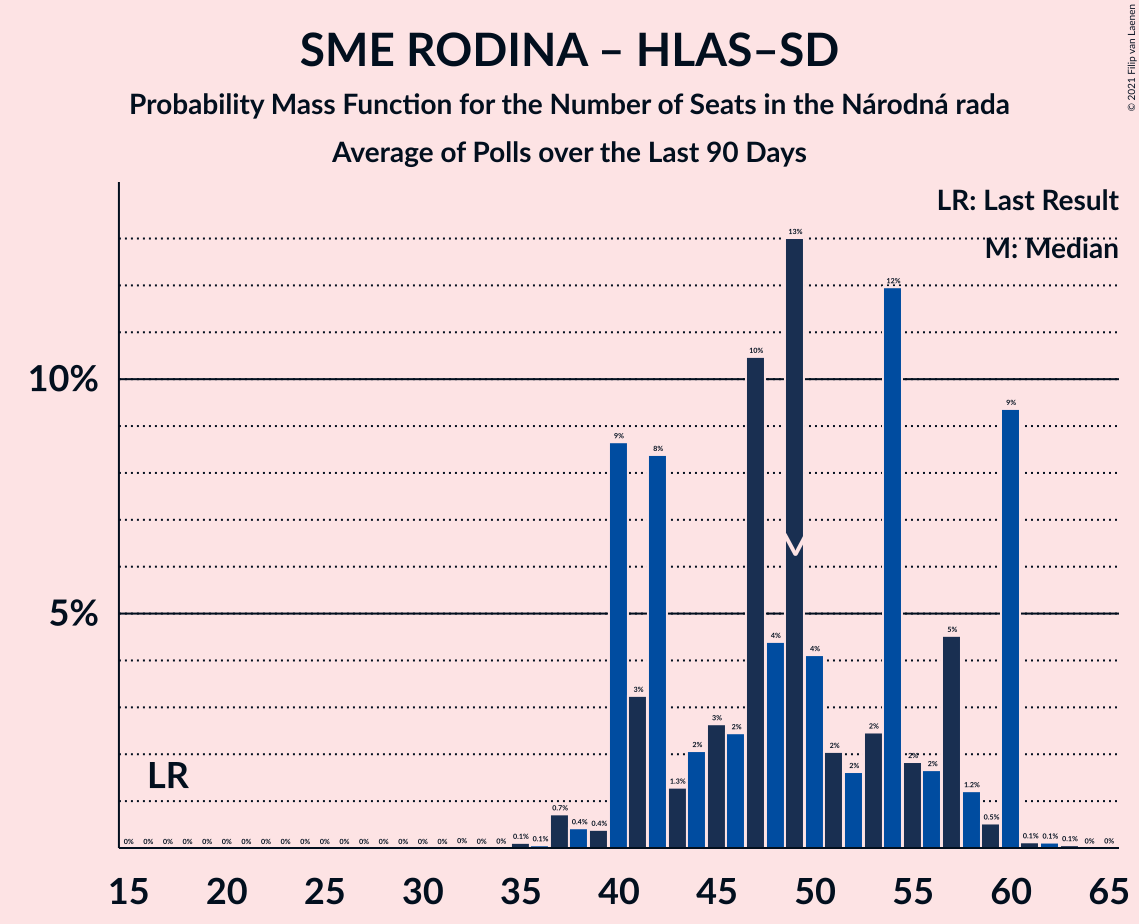 © 2021 Filip van Laenen
SME RODINA – HLAS–SD
Probability Mass Function for the Number of Seats in the Národná rada
Average of Polls over the Last 90 Days
LR: Last Result
M: Median
10%
5%
LR
0% 0% 0% 0% 0% 0% 0% 0% 0% 0% 0% 0% 0% 0% 0% 0% 0% 0% 0% 0% 0.1% 0.1% 0.7% 0.4% 0.4% 9% 3% 8% 1.3% 2% 3% 2% 10% 4% 13% 4% 2% 2% 2% 12% 2% 2% 5% 1.2% 0.5% 9% 0.1% 0.1% 0.1% 0% 0%
15 20 25 30 35 40 45 50 55 60 65